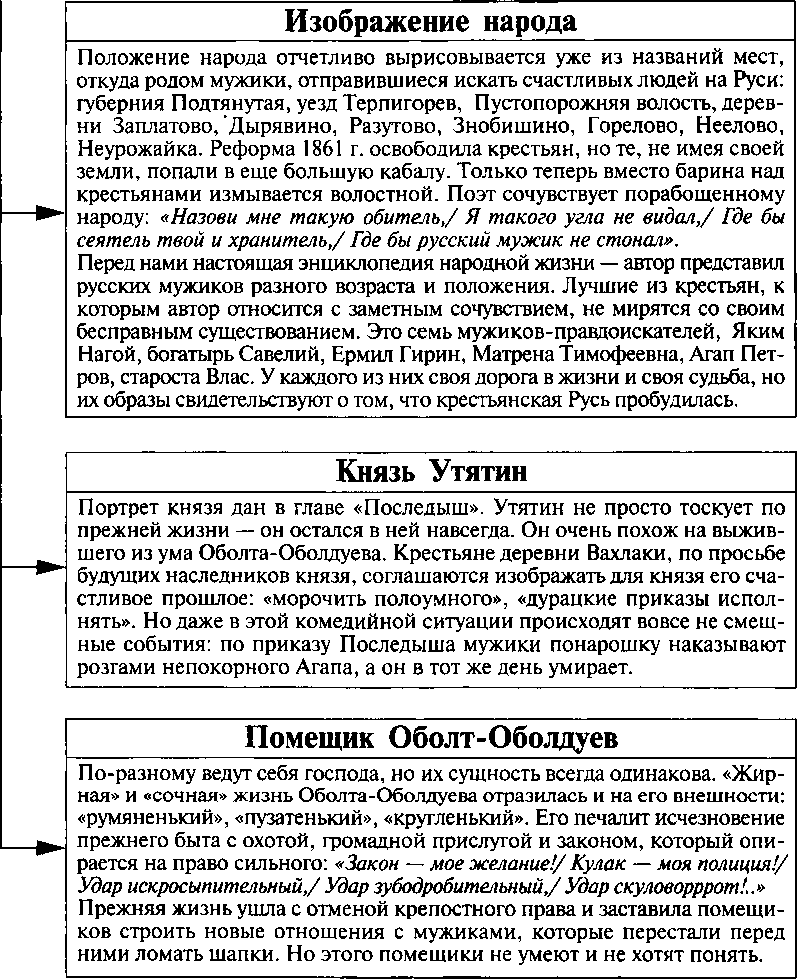 Изображение народа
Положение народа отчетливо вырисовывается уже из названий мест,
откуда родом мужики, отправившиеся искать счастливых людей на Руси:
губерния Подтянутая, уезд Терпигорев, Пустопорожняя волость, дерев-
ни Заплатово, Дырявино, Разутово, Знобишино, Горелово, Неелово,
Неурожайка. Реформа 1861 г. освободила крестьян, но те, не имея своей
земли, попали в еще большую кабалу. Только теперь вместо барина над
крестьянами измывается волостной. Поэт сочувствует порабощенному
народу: «Назови мне такую обитель,/ Я такого угла не видал,/ Где бы
сеятель твой и хранитель,/ Где бы русский мужик не стонал».
Перед нами настоящая энциклопедия народной жизни — автор представил
русских мужиков разного возраста и положения. Лучшие из крестьян, к
которым автор относится с заметным сочувствием, не мирятся со своим
бесправным существованием. Это семь мужиков-правдоискателей, Яким
Нагой, богатырь Савелий, Ермил Гирин, Матрена Тимофеевна, Агап Пет-
ров, староста Влас. У каждого из них своя дорога в жизни и своя судьба, но
их образы свидетельствуют о том, что крестьянская Русь пробудилась.
Князь Утятин
Портрет князя дан в главе «Последыш». Утятин не просто тоскует по
прежней жизни — он остался в ней навсегда. Он очень похож на выжив-
шего из ума Оболта-Оболдуева. Крестьяне деревни Вахлаки, по просьбе
будущих наследников князя, соглашаются изображать для князя его сча-
стливое прошлое: «морочить полоумного», «дурацкие приказы испол-
нять». Но даже в этой комедийной ситуации происходят вовсе не смеш-
ные события: по приказу Последыша мужики понарошку наказывают
розгами непокорного Агапа, а он в тот же день умирает.
Помещик Оболт-Оболдуев
По-разному ведут себя господа, но их сущность всегда одинакова. «Жир-
ная» и «сочная» жизнь Оболта-Оболдуева отразилась и на его внешности:
«румяненький», «пузатенький», «кругленький». Его печалит исчезновение
прежнего быта с охотой, громадной прислугой и законом, который опи-
рается на право сильного: «Закон — мое желание!/ Кулак — моя полиция!/
Удар искросыпительный,/ Удар зубодробительный,/ Удар скуловорррот!..»
Прежняя жизнь ушла с отменой крепостного права и заставила помещи-
ков строить новые отношения с мужиками, которые перестали перед
ними ломать шапки. Но этого помещики не умеют и не хотят понять.